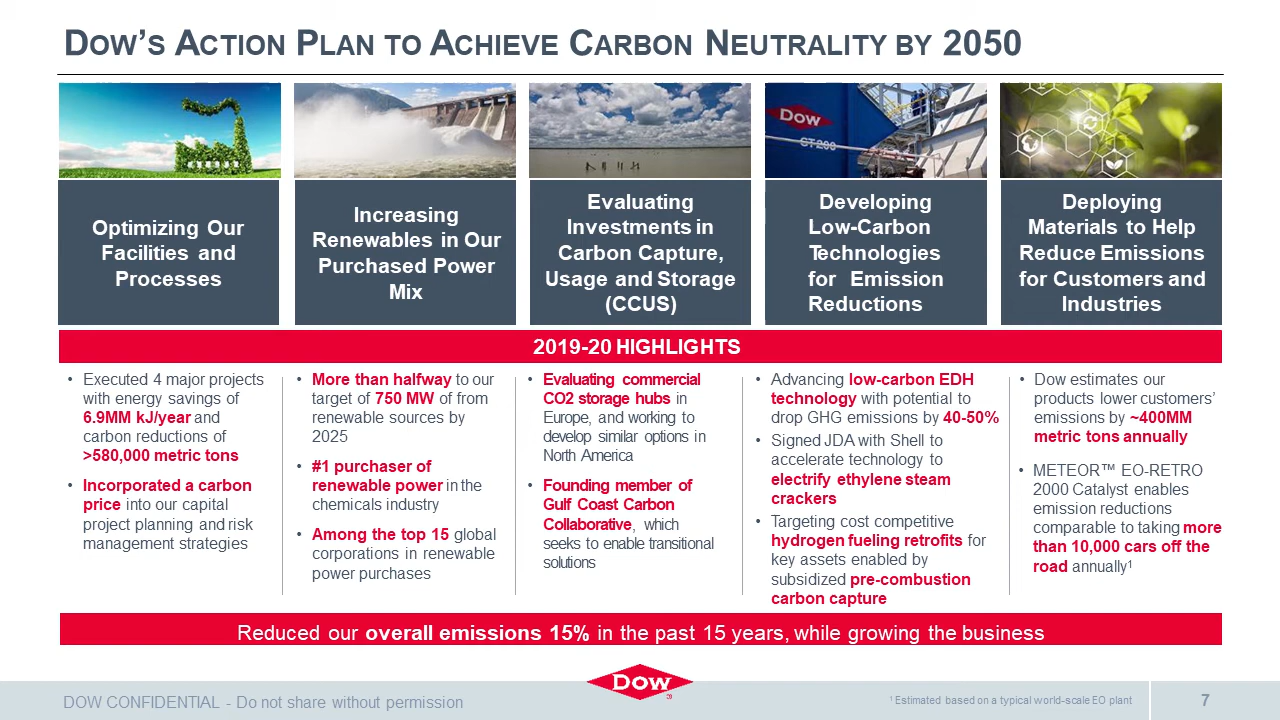 DOW'S ACTION PLAN TO ACHIEVE CARBON NEUTRALITY BY 2050
DOW
CT 200
Optimizing Our
Facilities and
Processes
Increasing
Renewables in Our
Purchased Power
Mix
Evaluating
Investments in
Carbon Capture,
Usage and Storage
(CCUS)
Developing
Low-Carbon
Technologies
for Emission
Reductions
Deploying
Materials to Help
Reduce Emissions
for Customers and
Industries
2019-20 HIGHLIGHTS
• Executed 4 major projects
with energy savings of
6.9MM kJ/year and
carbon reductions of
>580,000 metric tons
• Incorporated a carbon
price into our capital
project planning and risk
management strategies
• More than halfway to our
target of 750 MW of from
renewable sources by
2025
• #1 purchaser of
renewable power in the
chemicals industry
• Among the top 15 global
corporations in renewable
power purchases
• Evaluating commercial
CO2 storage hubs in
Europe, and working to
develop similar options in
North America
• Founding member of
Gulf Coast Carbon
Collaborative, which
seeks to enable transitional
solutions
• Advancing low-carbon EDH
technology with potential to
drop GHG emissions by 40-50%
• Signed JDA with Shell to
accelerate technology to
electrify ethylene steam
crackers
• Targeting cost competitive
hydrogen fueling retrofits for
key assets enabled by
subsidized pre-combustion
carbon capture
• Dow estimates our
products lower customers'
emissions by ~400MM
metric tons annually
• METEOR™ EO-RETRO
2000 Catalyst enables
emission reductions
comparable to taking more
than 10,000 cars off the
road annually¹
Reduced our overall emissions 15% in the past 15 years, while growing the business
DOW CONFIDENTIAL - Do not share without permission
DOW ®
¹ Estimated based on a typical world-scale EO plant
7